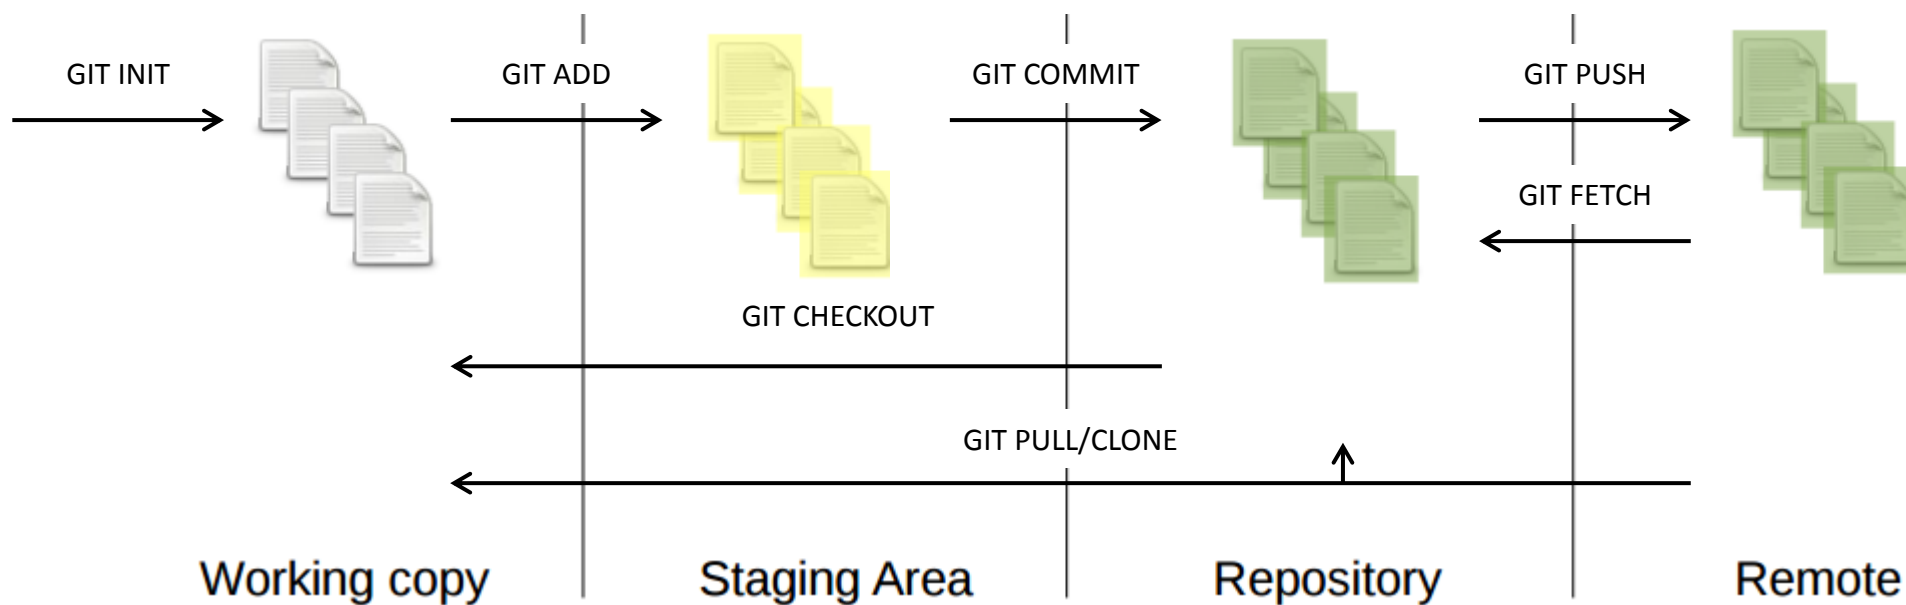 GIT INIT
GIT ADD
GIT COMMIT
GIT PUSH
GIT FETCH
GIT CHECKOUT
GIT PULL/CLONE
Working copy
Staging Area
Repository
Remote